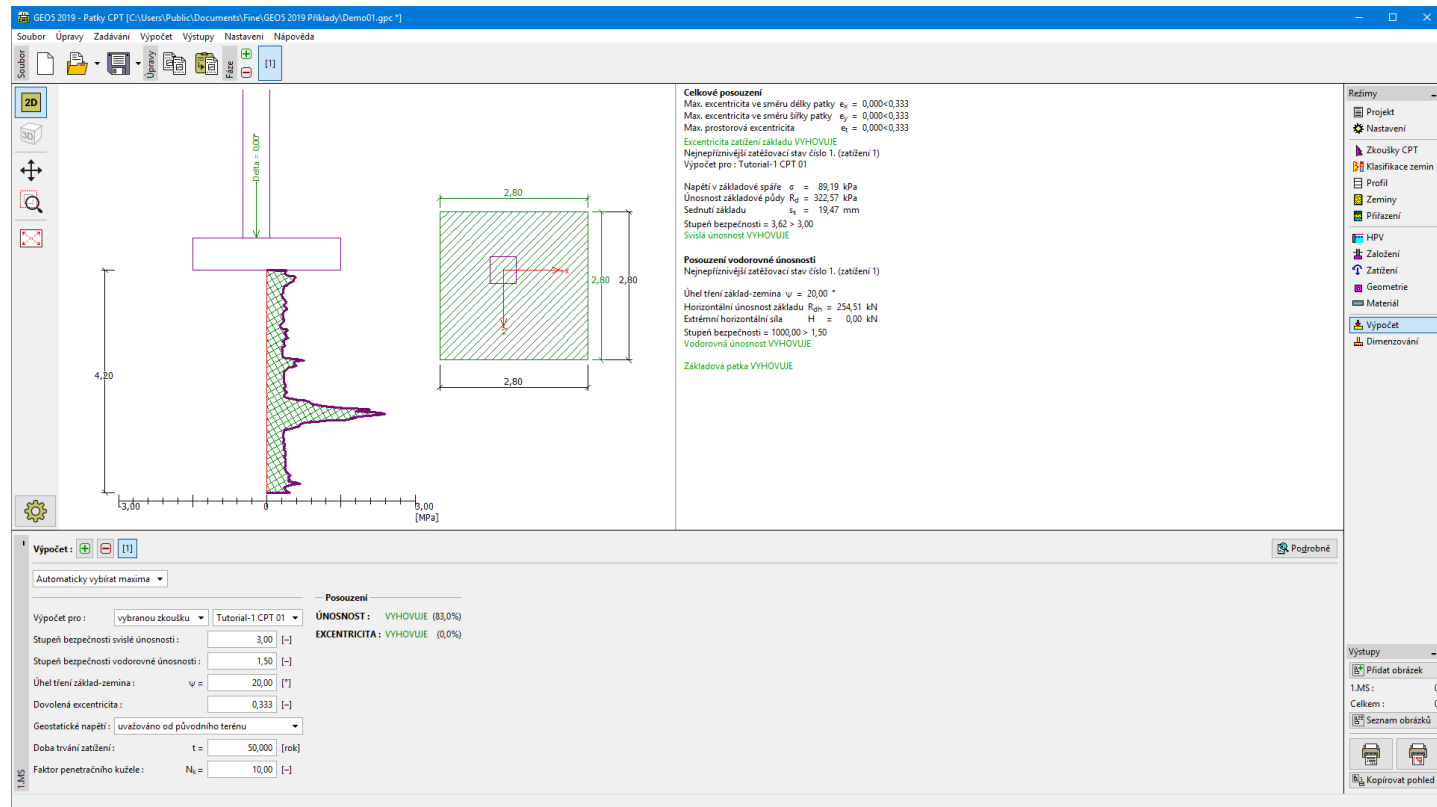 GEO5 2019 - Patky CPT [C:\Users\Public\Documents\Fine\GEO5 2019 Příklady\Demo01.gpc *]
Soubor Úpravy Zadávání Výpočet Výstupy Nastavení Nápověda
Soubor
Úpravy
Fáze
[1]
2D
3D
Delta = 0,00°
4,20
-3,00
0
3,00
[MPa]
2,80
+x
2,80
2,80
2,80
Celkové posouzení
Max. excentricita ve směru délky patky ex = 0,000<0,333
Max. excentricita ve směru šířky patky ey = 0,000<0,333
Max. prostorová excentricita et = 0,000<0,333
Excentricita zatížení základu VYHOVUJE
Nejnepříznivější zatěžovací stav číslo 1. (zatížení 1)
Výpočet pro : Tutorial-1 CPT 01
Napětí v základové spáře σ = 89,19 kPa
Únosnost základové půdy Rd = 322,57 kPa
Sednutí základu ss = 19,47 mm
Stupeň bezpečnosti = 3,62 > 3,00
Svislá únosnost VYHOVUJE
Posouzení vodorovné únosnosti
Nejnepříznivější zatěžovací stav číslo 1. (zatížení 1)
Úhel tření základ-zemina ψ = 20,00 °
Horizontální únosnost základu Rdh = 254,51 kN
Extrémní horizontální síla H = 0,00 kN
Stupeň bezpečnosti = 1000,00 > 1,50
Vodorovná únosnost VYHOVUJE
Základová patka VYHOVUJE
Režimy
Projekt
Nastavení
Zkoušky CPT
Klasifikace zemin
Profil
Zeminy
Přiřazení
HPV
Založení
Zatížení
Geometrie
Materiál
Výpočet
Dimenzování
Výstupy
Přidat obrázek
1.MS :
Celkem :
Seznam obrázků
Kopírovat pohled
1.MS
Výpočet : [1]
Podrobně
Automaticky vybírat maxima
Výpočet pro : vybranou zkoušku Tutorial-1 CPT 01
Stupeň bezpečnosti svislé únosnosti : 3,00 [–]
Stupeň bezpečnosti vodorovné únosnosti : 1,50 [–]
Úhel tření základ-zemina : ψ = 20,00 [°]
Dovolená excentricita : 0,333 [–]
Geostatické napětí : uvažováno od původního terénu
Doba trvání zatížení : t = 50,000 [rok]
Faktor penetračního kužele : Nk = 10,00 [–]
Posouzení
ÚNOSNOST : VYHOVUJE (83,0%)
EXCENTRICITA : VYHOVUJE (0,0%)